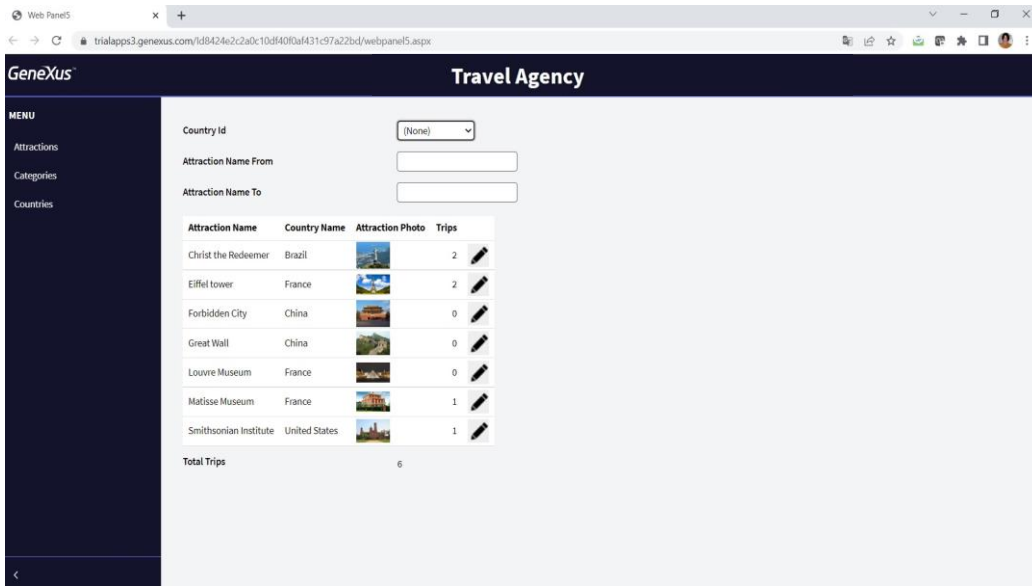 Web Panel5
trialapps3.genexus.com/Id8424e2c2a0c10df40f0af431c97a22bd/webpanel5.aspx
GeneXus™
Travel Agency
MENU
Attractions
Categories
Countries
Country Id (None)
Attraction Name From
Attraction Name To
Attraction Name Country Name Attraction Photo Trips
Christ the Redeemer Brazil 2
Eiffel tower France 2
Forbidden City China 0
Great Wall China 0
Louvre Museum France 0
Matisse Museum France 1
Smithsonian Institute United States 1
Total Trips 6